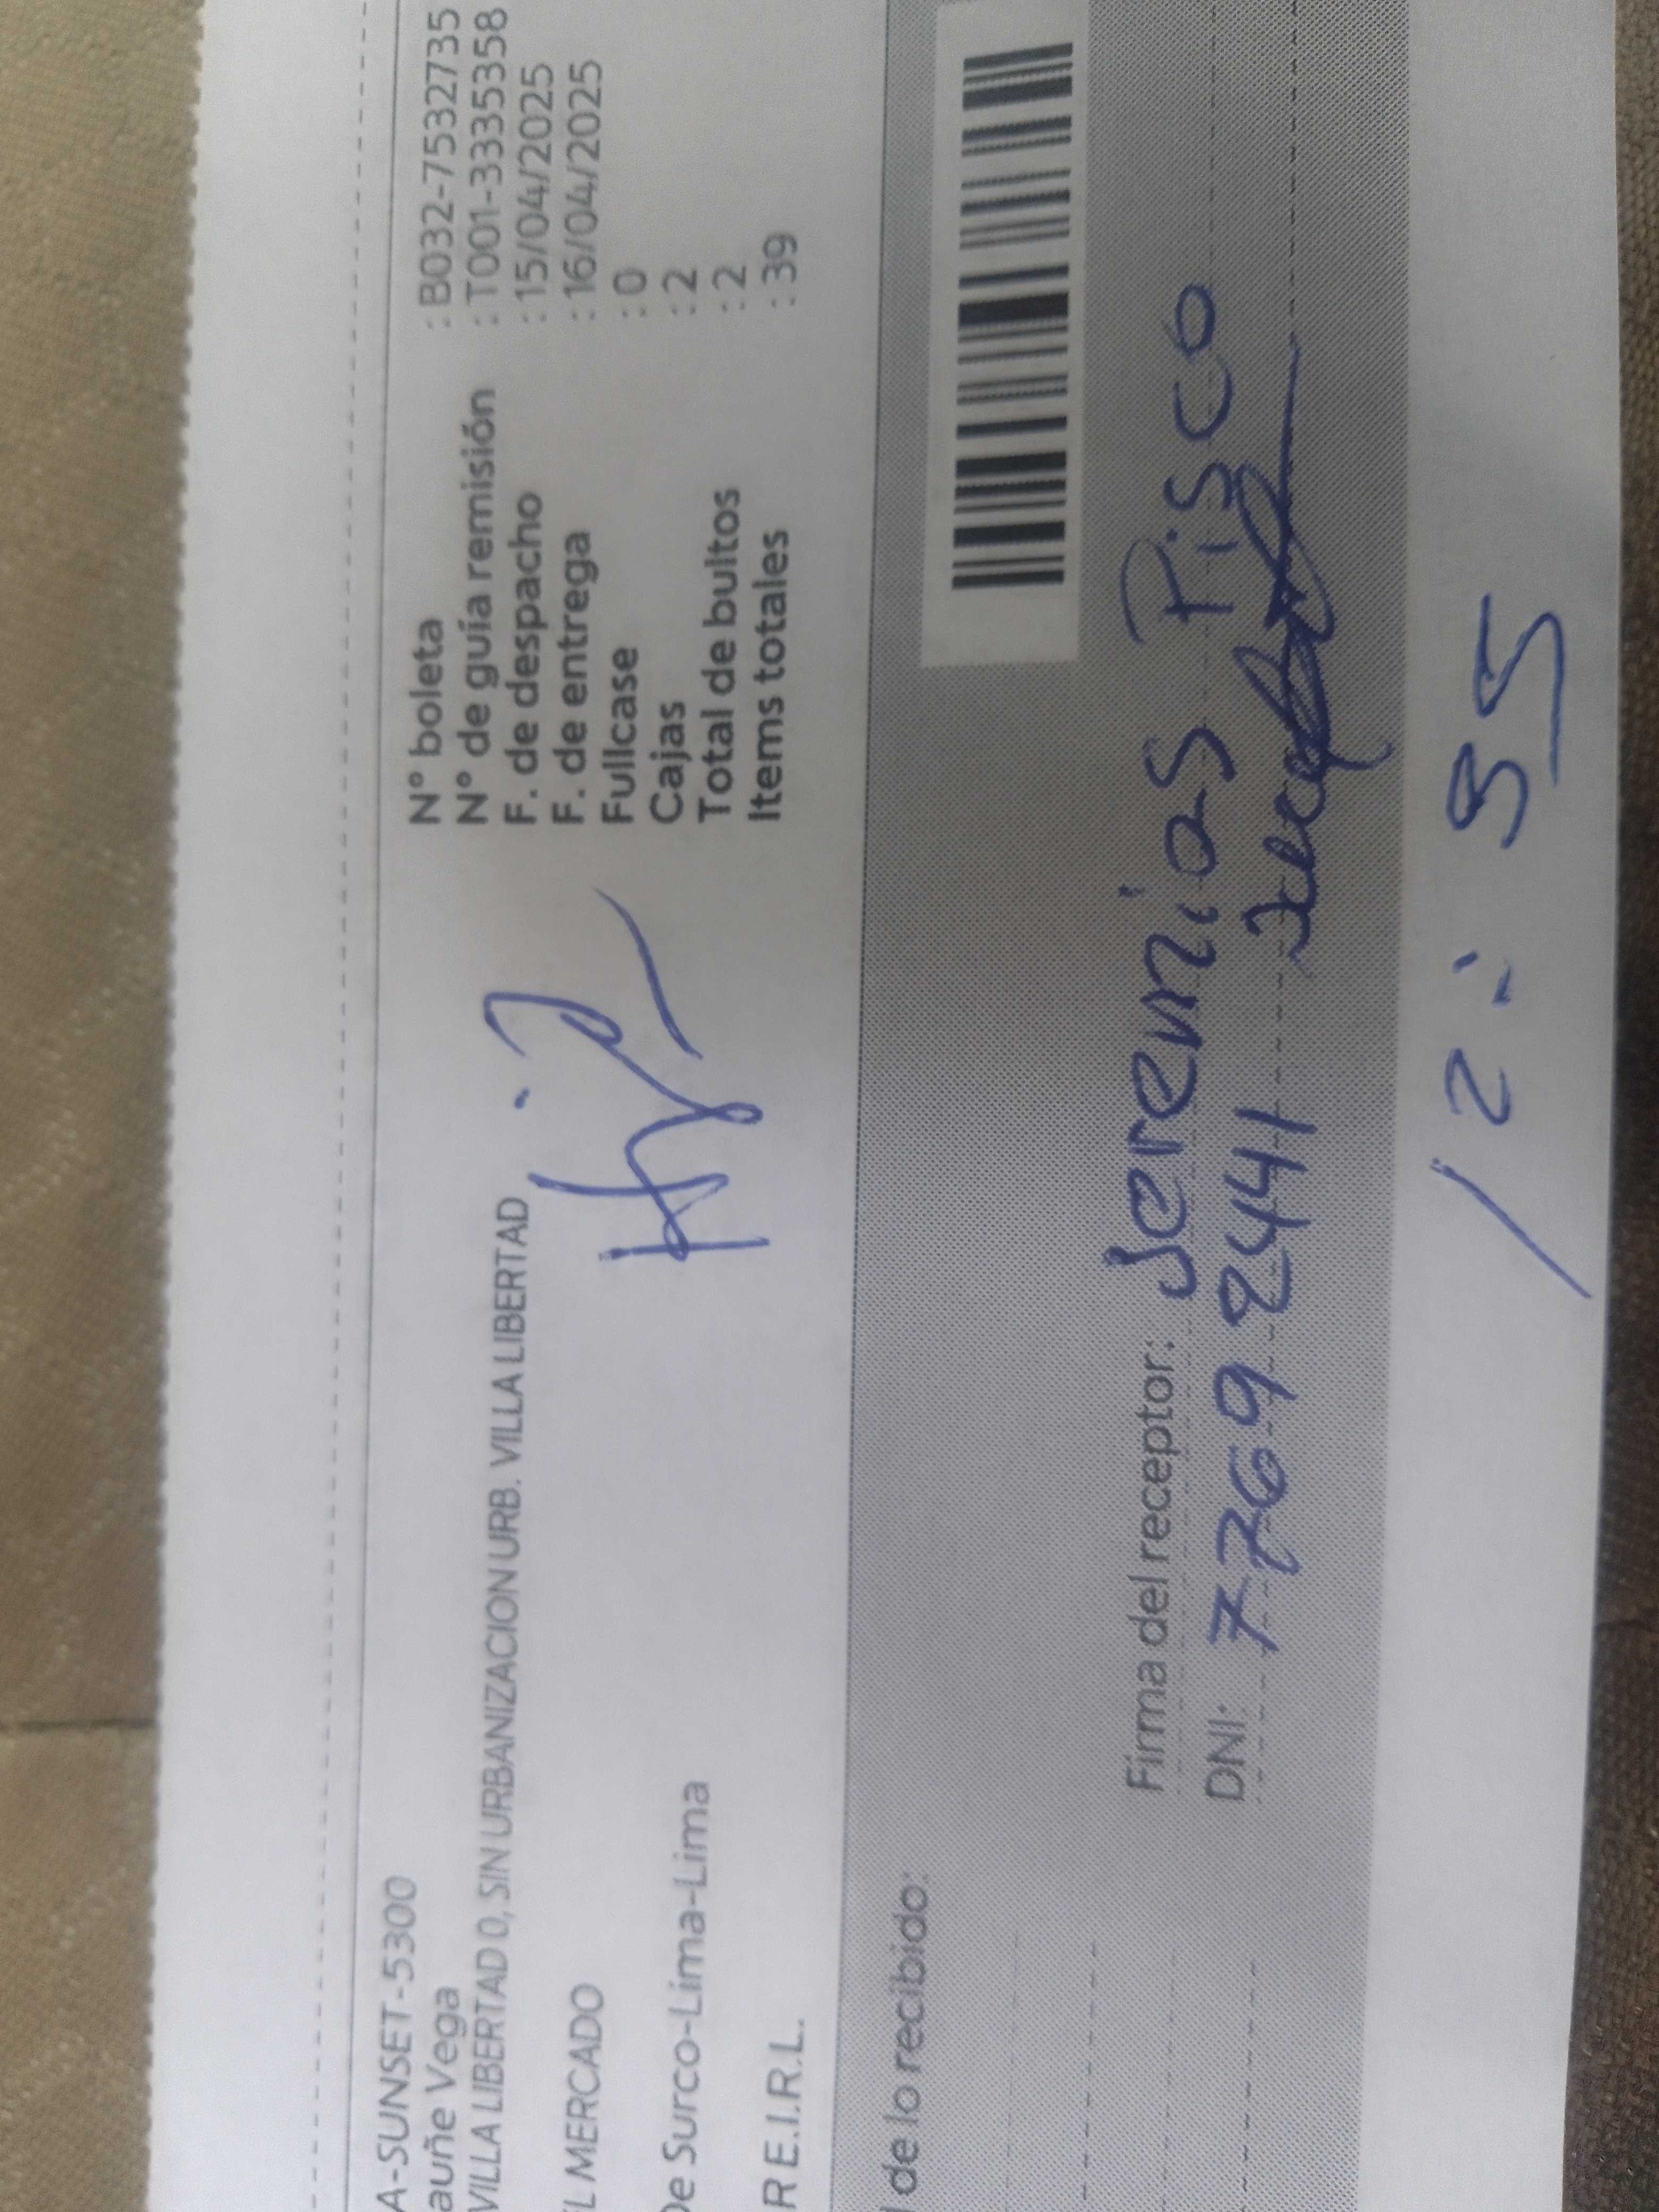 A-SUNSET-5300
auñe Vega
VILLA LIBERTAD 0, SIN URBANIZACION URB. VILLA LIBERTAD
L MERCADO
De Surco-Lima-Lima
R E.I.R.L.
N° boleta : B032-75327735
N° de guía remisión : T001-33353358
F. de despacho : 15/04/2025
F. de entrega : 16/04/2025
Fullcase : 0
Cajas : 2
Total de bultos : 2
Items totales : 39
de lo recibido:
Firma del receptor: Jeremias Pisco
DNI: 77692441
12:55